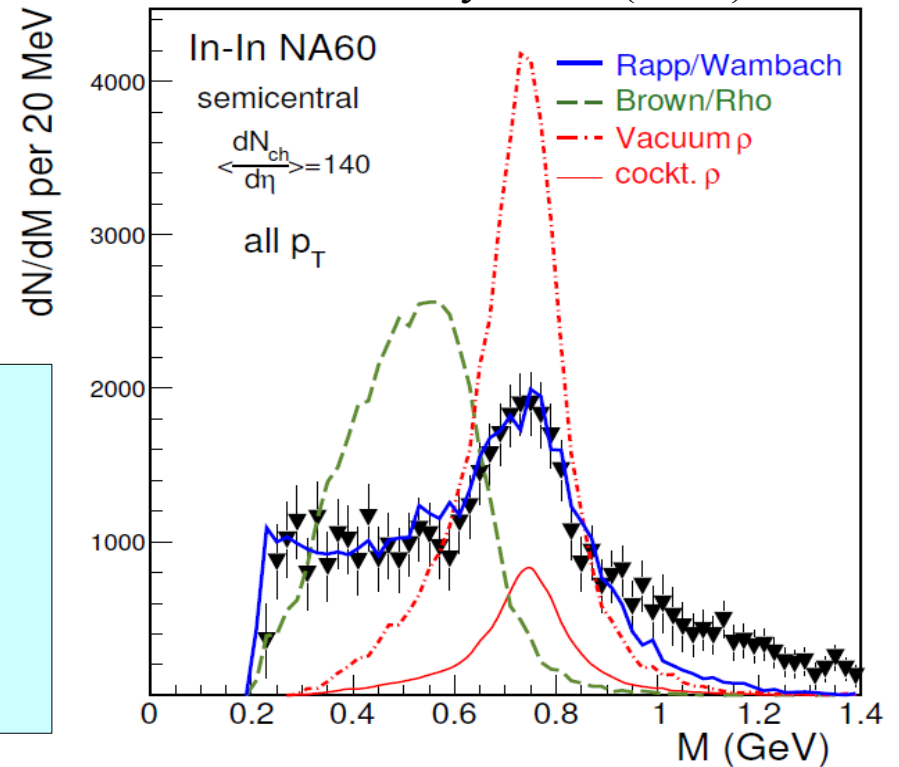 In-In NA60
semicentral
<dN_ch/dη>=140
all p_T
Rapp/Wambach
Brown/Rho
Vacuum ρ
cockt. ρ
dN/dM per 20 MeV
4000
3000
2000
1000
0 0.2 0.4 0.6 0.8 1 1.2 1.4
M (GeV)